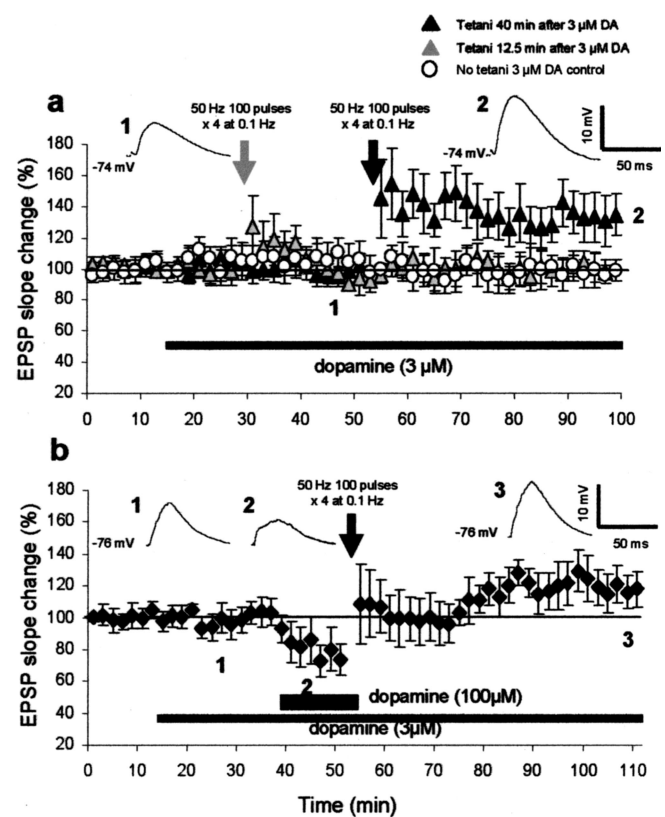 Tetani 40 min after 3 µM DA
Tetani 12.5 min after 3 µM DA
No tetani 3 µM DA control
a
1
50 Hz 100 pulses
x 4 at 0.1 Hz
50 Hz 100 pulses
x 4 at 0.1 Hz
2
10 mV
50 ms
-74 mV
-74 mV
EPSP slope change (%)
180
160
140
120
100
80
60
40
20
2
1
dopamine (3 µM)
0 10 20 30 40 50 60 70 80 90 100
b
1
2
50 Hz 100 pulses
x 4 at 0.1 Hz
3
10 mV
50 ms
-76 mV
-76 mV
EPSP slope change (%)
180
160
140
120
100
80
60
40
20
1
2
3
dopamine (100µM)
dopamine (3µM)
0 10 20 30 40 50 60 70 80 90 100 110
Time (min)